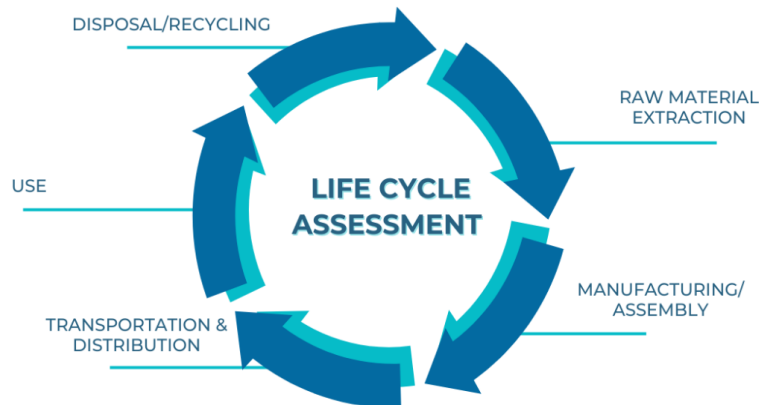 DISPOSAL/RECYCLING
RAW MATERIAL
EXTRACTION
USE
LIFE CYCLE
ASSESSMENT
MANUFACTURING/
ASSEMBLY
TRANSPORTATION &
DISTRIBUTION